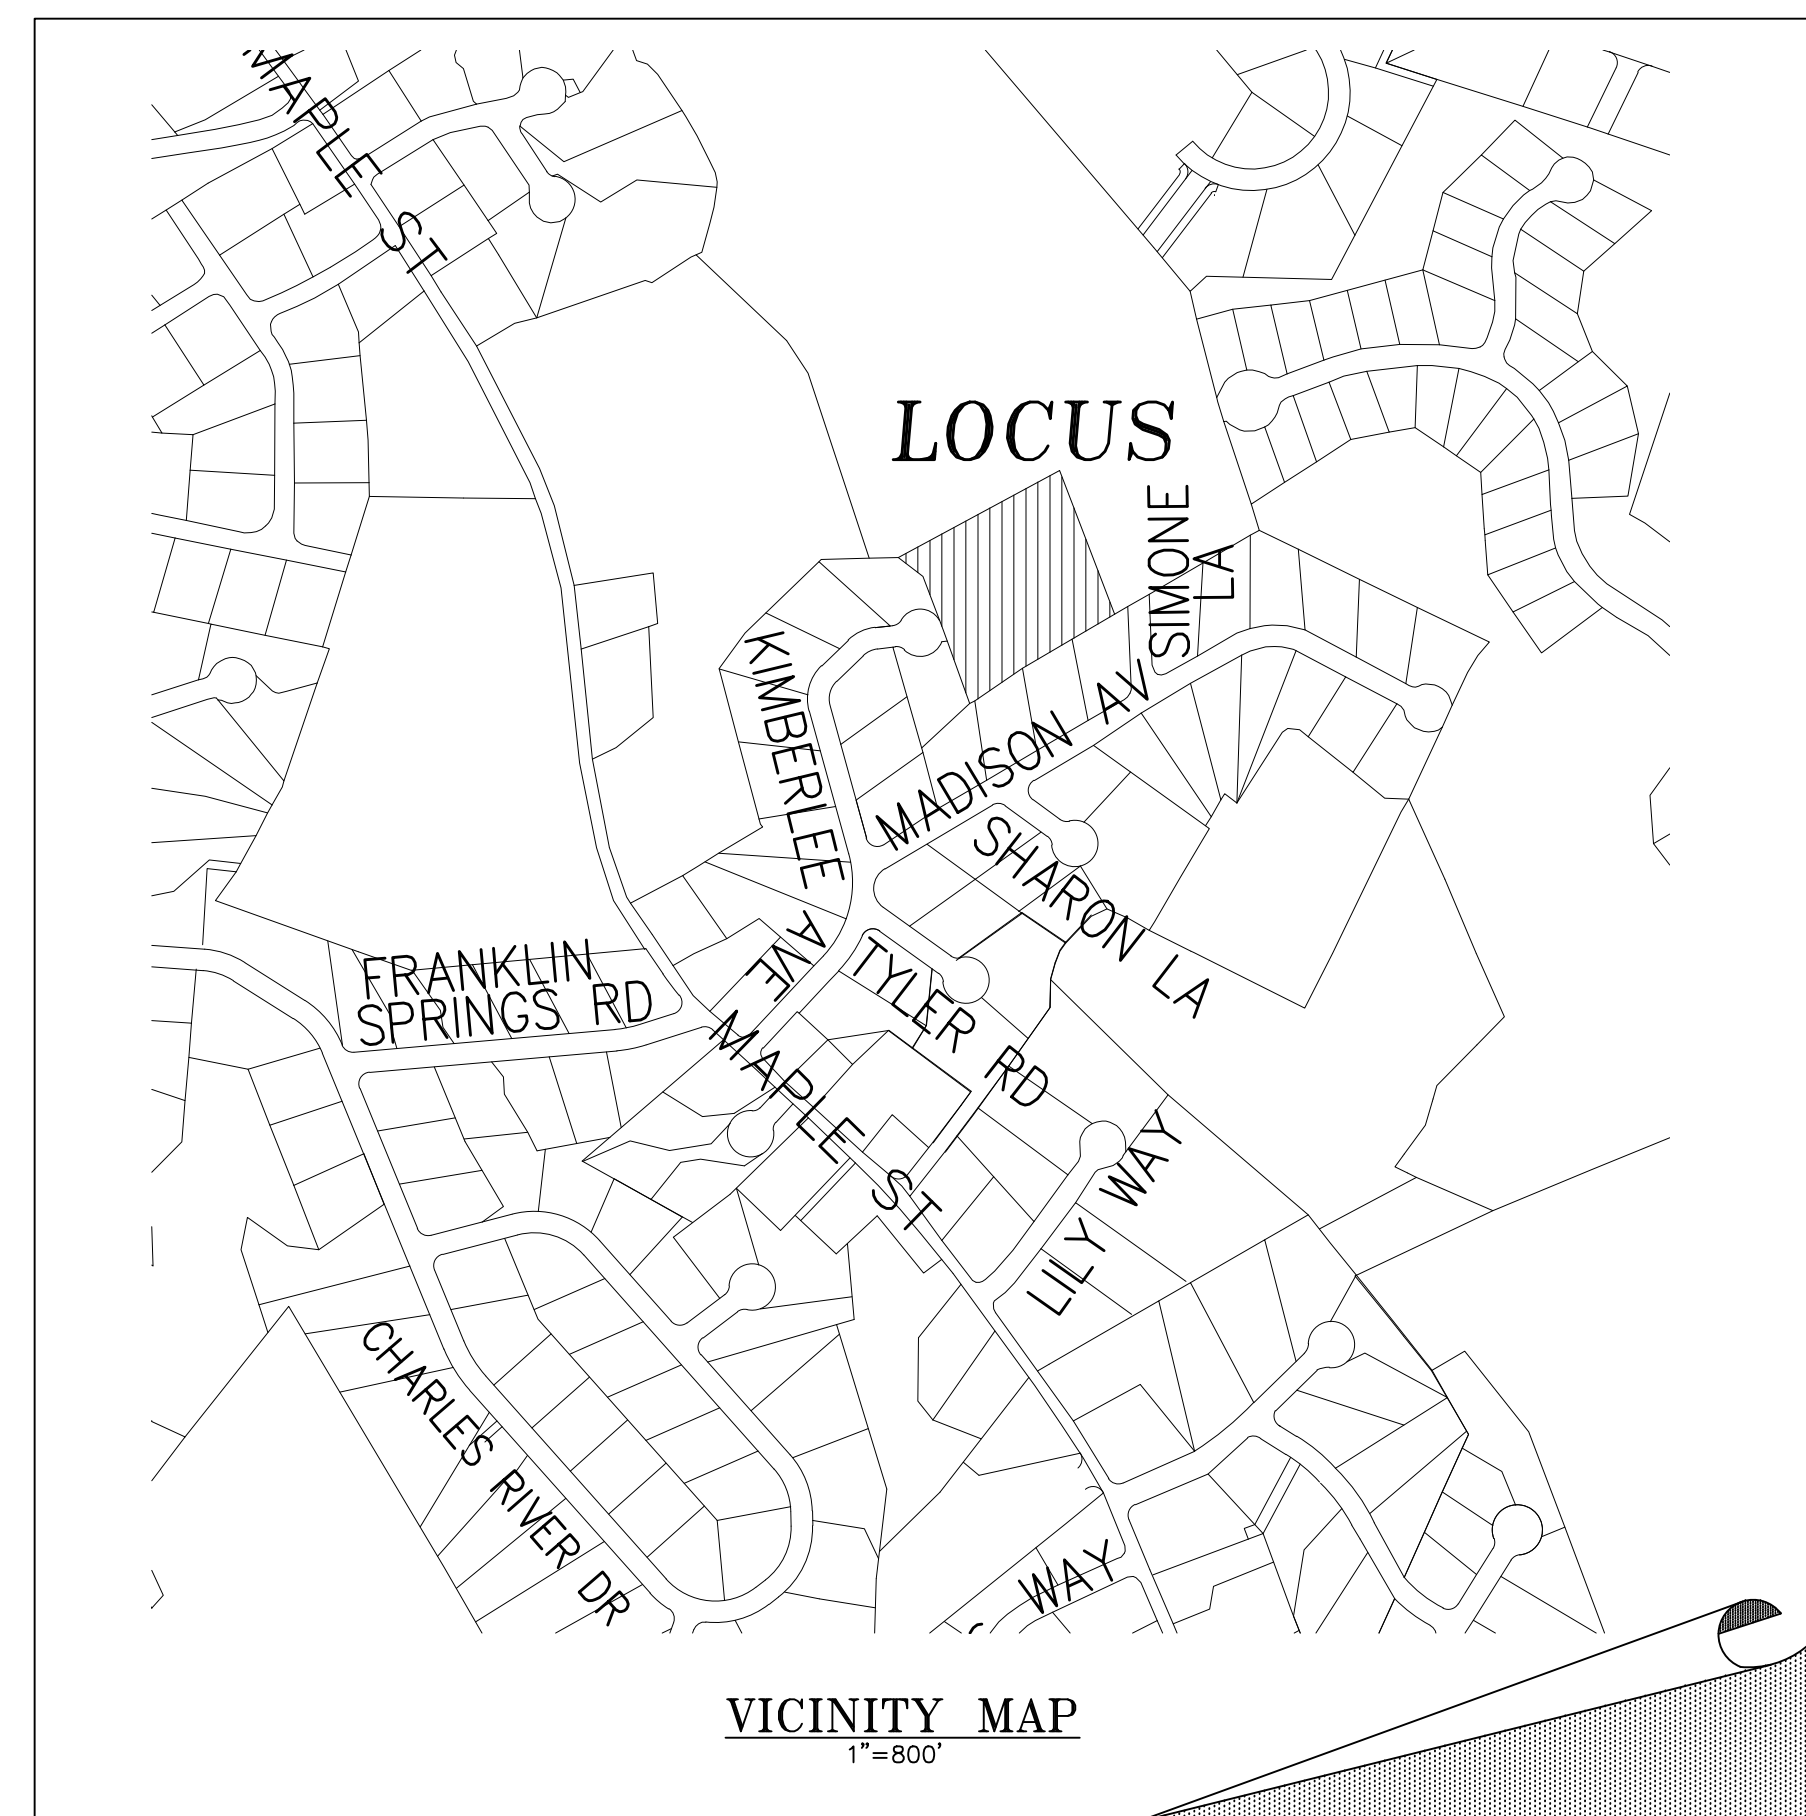 MAPLE ST
LOCUS
SIMONE
LA
KIMBERLEE AVE
MADISON AV
SHARON LA
FRANKLIN
SPRINGS RD
TYLER RD
MAPLE ST
LILY WAY
CHARLES RIVER DR
WAY
VICINITY MAP
1"=800'